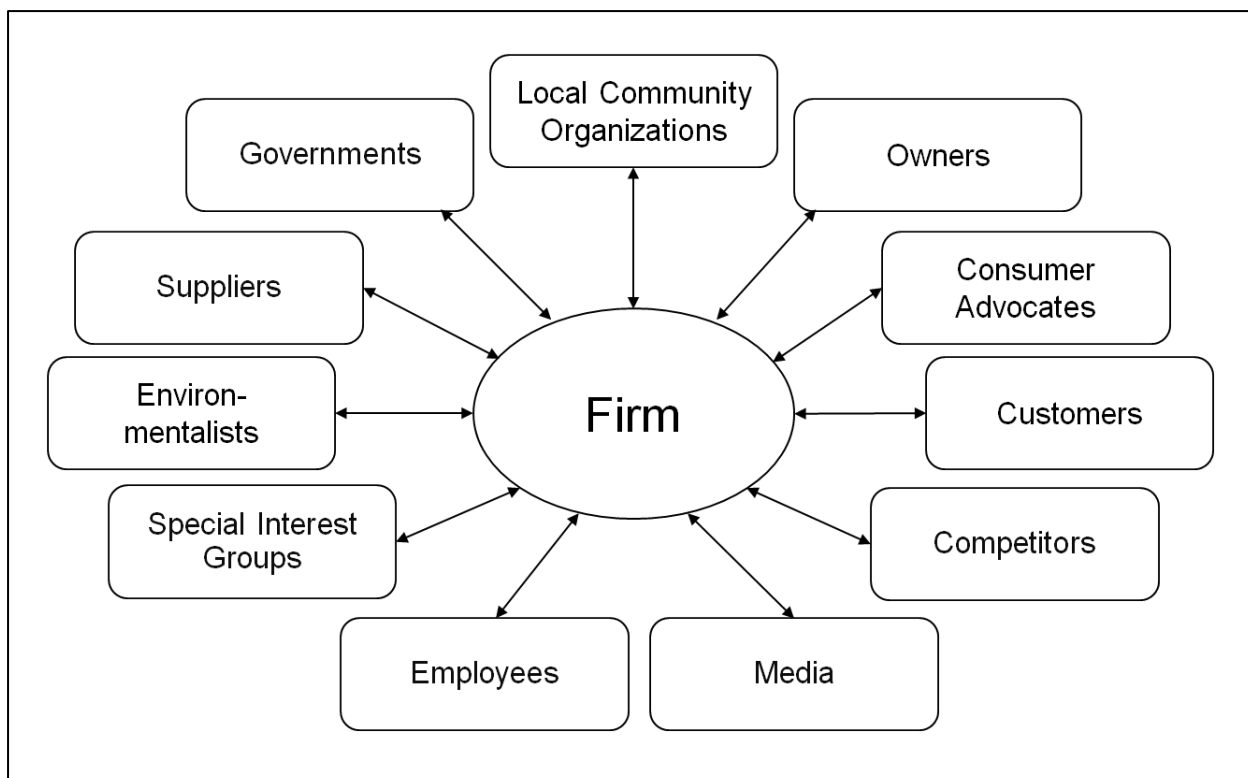 Local Community
Organizations
Governments
Owners
Suppliers
Consumer
Advocates
Environ-
mentalists
Firm
Customers
Special Interest
Groups
Competitors
Employees
Media